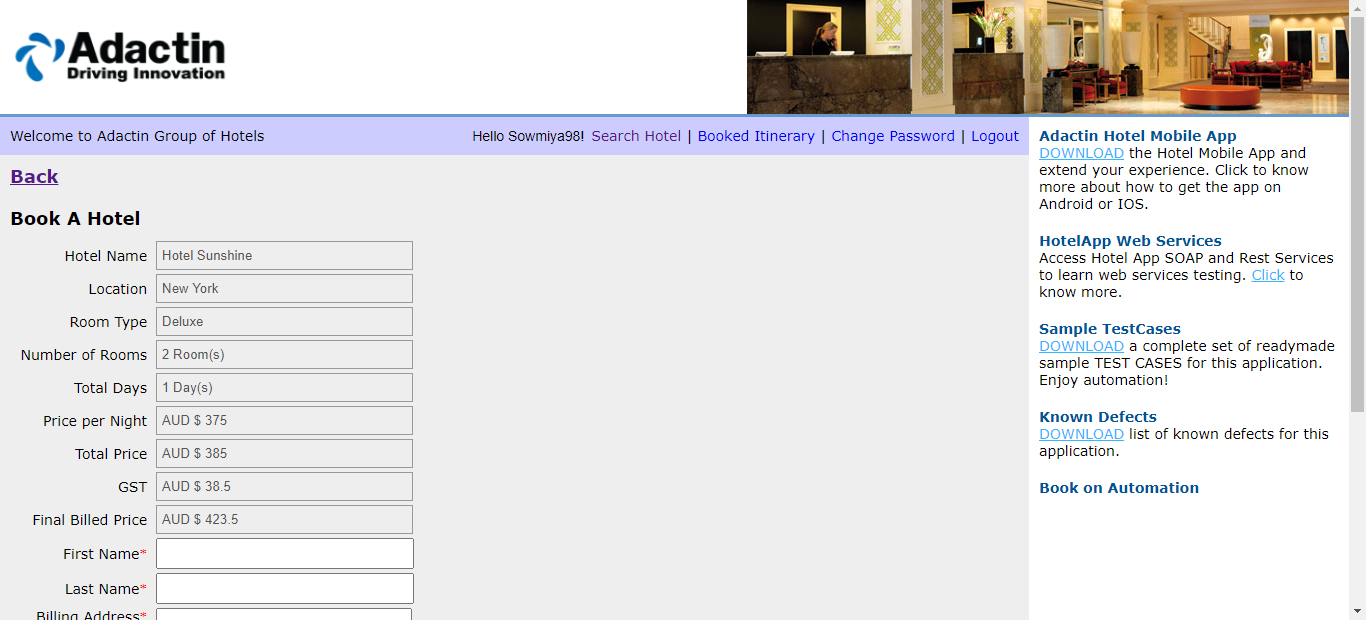 Adactin
Driving Innovation
Welcome to Adactin Group of Hotels
Hello Sowmiya98! Search Hotel | Booked Itinerary | Change Password | Logout
Back
Book A Hotel
Hotel Name Hotel Sunshine
Location New York
Room Type Deluxe
Number of Rooms 2 Room(s)
Total Days 1 Day(s)
Price per Night AUD $ 375
Total Price AUD $ 385
GST AUD $ 38.5
Final Billed Price AUD $ 423.5
First Name*
Last Name*
Billing Address*
Adactin Hotel Mobile App
DOWNLOAD the Hotel Mobile App and
extend your experience. Click to know
more about how to get the app on
Android or IOS.
HotelApp Web Services
Access Hotel App SOAP and Rest Services
to learn web services testing. Click to
know more.
Sample TestCases
DOWNLOAD a complete set of readymade
sample TEST CASES for this application.
Enjoy automation!
Known Defects
DOWNLOAD list of known defects for this
application.
Book on Automation